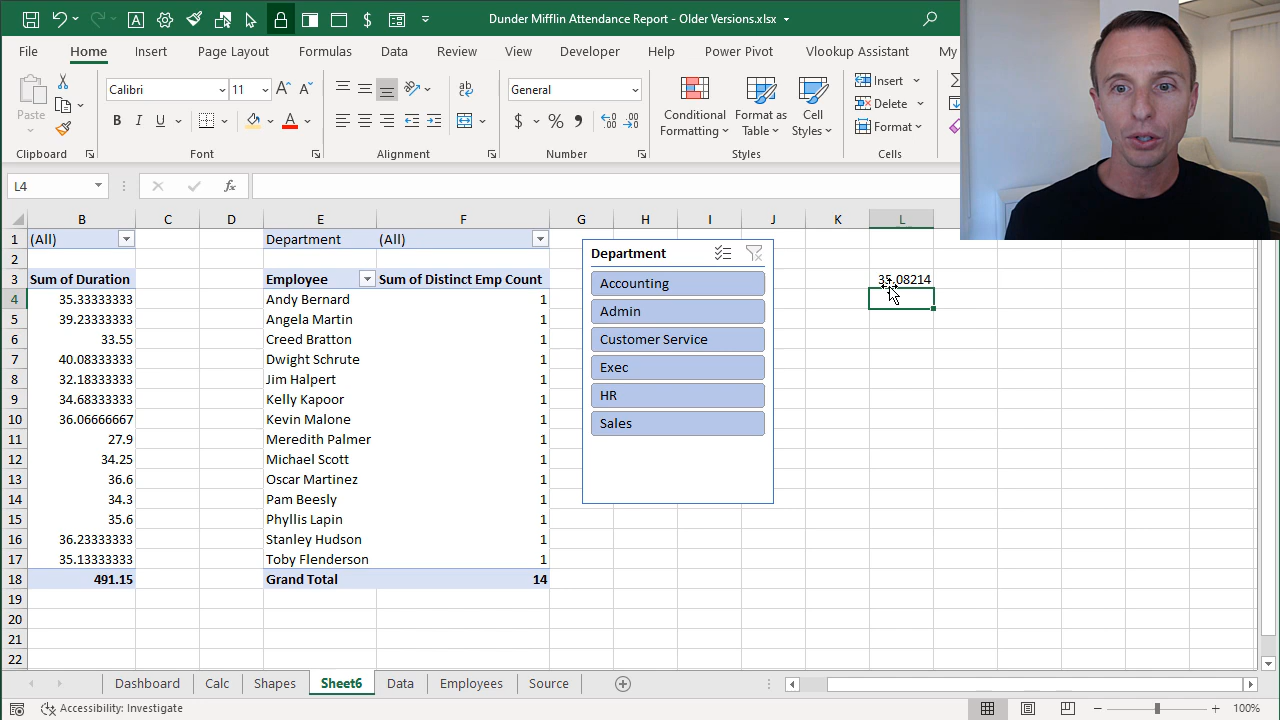 Dunder Mifflin Attendance Report - Older Versions.xlsx
File Home Insert Page Layout Formulas Data Review View Developer Help Power Pivot Vlookup Assistant My
Paste
Calibri 11
B I U
General
Conditional Formatting
Format as Table
Cell Styles
Insert
Delete
Format
Clipboard Font Alignment Number Styles Cells
L4
fx
B C D E F G H I J K L
1 (All) Department (All)
2
3 Sum of Duration Employee Sum of Distinct Emp Count 35.08214
4 35.33333333 Andy Bernard 1
5 39.23333333 Angela Martin 1
6 33.55 Creed Bratton 1
7 40.08333333 Dwight Schrute 1
8 32.18333333 Jim Halpert 1
9 34.68333333 Kelly Kapoor 1
10 36.06666667 Kevin Malone 1
11 27.9 Meredith Palmer 1
12 34.25 Michael Scott 1
13 36.6 Oscar Martinez 1
14 34.3 Pam Beesly 1
15 35.6 Phyllis Lapin 1
16 36.23333333 Stanley Hudson 1
17 35.13333333 Toby Flenderson 1
18 491.15 Grand Total 14
19
20
21
22
Department
Accounting
Admin
Customer Service
Exec
HR
Sales
Dashboard Calc Shapes Sheet6 Data Employees Source
Accessibility: Investigate
100%